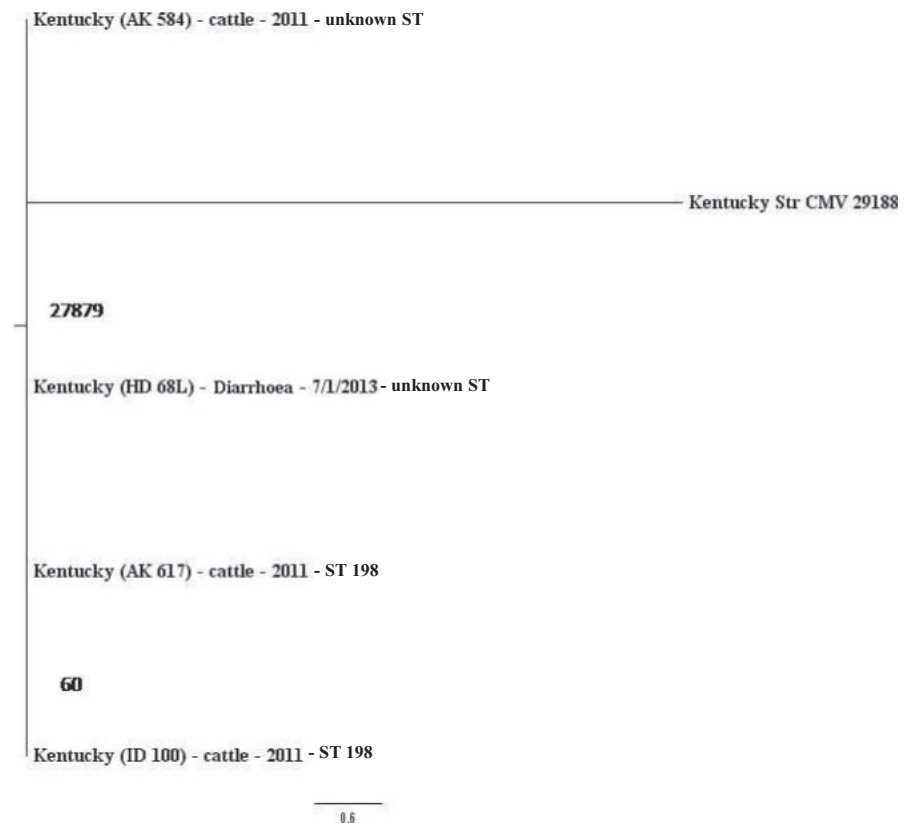 Kentucky (AK 584) - cattle - 2011 - unknown ST
Kentucky Str CMV 29188
27879
Kentucky (HD 68L) - Diarrhoea - 7/1/2013 - unknown ST
Kentucky (AK 617) - cattle - 2011 - ST 198
60
Kentucky (ID 100) - cattle - 2011 - ST 198
0.6